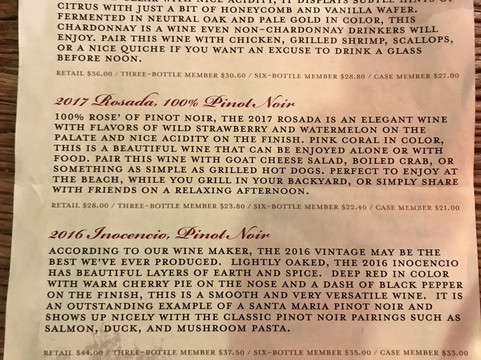 CITRUS WITH JUST A BIT OF HONEYCOMB AND VANILLA WAFER.
FERMENTED IN NEUTRAL OAK AND PALE GOLD IN COLOR, THIS
CHARDONNAY IS A WINE EVEN NON-CHARDONNAY DRINKERS WILL
ENJOY. PAIR THIS WINE WITH CHICKEN, GRILLED SHRIMP, SCALLOPS,
OR A NICE QUICHE IF YOU WANT AN EXCUSE TO DRINK A GLASS
BEFORE NOON.
RETAIL $36.00 / THREE-BOTTLE MEMBER $30.60 / SIX-BOTTLE MEMBER $28.80 / CASE MEMBER $27.00
2017 Rosada, 100% Pinot Noir
100% ROSE' OF PINOT NOIR, THE 2017 ROSADA IS AN ELEGANT WINE
WITH FLAVORS OF WILD STRAWBERRY AND WATERMELON ON THE
PALATE AND NICE ACIDITY ON THE FINISH. PINK CORAL IN COLOR,
THIS IS A BEAUTIFUL WINE THAT CAN BE ENJOYED ALONE OR WITH
FOOD. PAIR THIS WINE WITH GOAT CHEESE SALAD, BOILED CRAB, OR
SOMETHING AS SIMPLE AS GRILLED HOT DOGS. PERFECT TO ENJOY AT
THE BEACH, WHILE YOU GRILL IN YOUR BACKYARD, OR SIMPLY SHARE
WITH FRIENDS ON A RELAXING AFTERNOON.
RETAIL $28.00 / THREE-BOTTLE MEMBER $23.80 / SIX-BOTTLE MEMBER $22.40 / CASE MEMBER $21.00
2016 Inocencio, Pinot Noir
ACCORDING TO OUR WINE MAKER, THE 2016 VINTAGE MAY BE THE
BEST WE'VE EVER PRODUCED. LIGHTLY OAKED, THE 2016 INOCENCIO
HAS BEAUTIFUL LAYERS OF EARTH AND SPICE. DEEP RED IN COLOR
WITH WARM CHERRY PIE ON THE NOSE AND A DASH OF BLACK PEPPER
ON THE FINISH, THIS IS A SMOOTH AND VERY VERSATILE WINE. IT IS
AN OUTSTANDING EXAMPLE OF A SANTA MARIA PINOT NOIR AND
SHOWS UP NICELY WITH THE CLASSIC PINOT NOIR PAIRINGS SUCH AS
SALMON, DUCK, AND MUSHROOM PASTA.
RETAIL $44.00 / THREE-BOTTLE MEMBER $37.50 / SIX-BOTTLE MEMBER $35.00 / CASE MEMBER $33.00